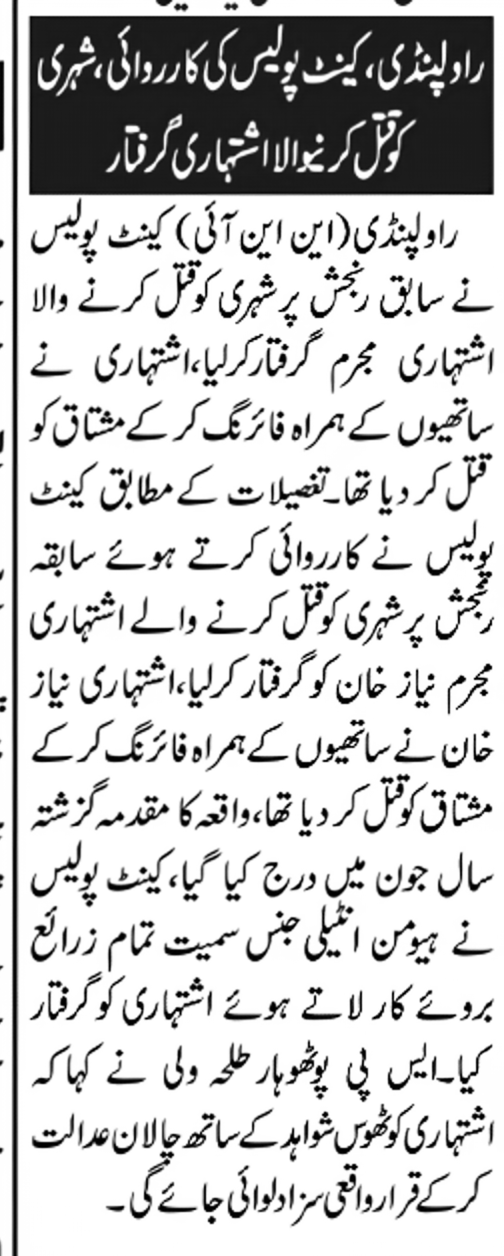 راولپنڈی، کینٹ پولیس کی کارروائی، شہری
کو قتل کرنیوالا اشتہاری گرفتار
راولپنڈی (این این آئی) کینٹ پولیس
نے سابق رنجش پر شہری کو قتل کرنے والا
اشتہاری مجرم گرفتار کرلیا، اشتہاری نے
ساتھیوں کے ہمراہ فائرنگ کر کے مشتاق کو
قتل کر دیا تھا۔ تفصیلات کے مطابق کینٹ
پولیس نے کارروائی کرتے ہوئے سابقہ
رنجش پر شہری کو قتل کرنے والے اشتہاری
مجرم نیاز خان کو گرفتار کرلیا، اشتہاری نیاز
خان نے ساتھیوں کے ہمراہ فائرنگ کر کے
مشتاق کو قتل کر دیا تھا، واقعہ کا مقدمہ گزشتہ
سال جون میں درج کیا گیا، کینٹ پولیس
نے ہیومن انٹیلی جنس سمیت تمام زرائع
بروئے کار لاتے ہوئے اشتہاری کو گرفتار
کیا۔ ایس پی پوٹھوہار طلحہ ولی نے کہا کہ
اشتہاری کو ٹھوس شواہد کے ساتھ چالان عدالت
کر کے قرار واقعی سزا دلوائی جائے گی۔